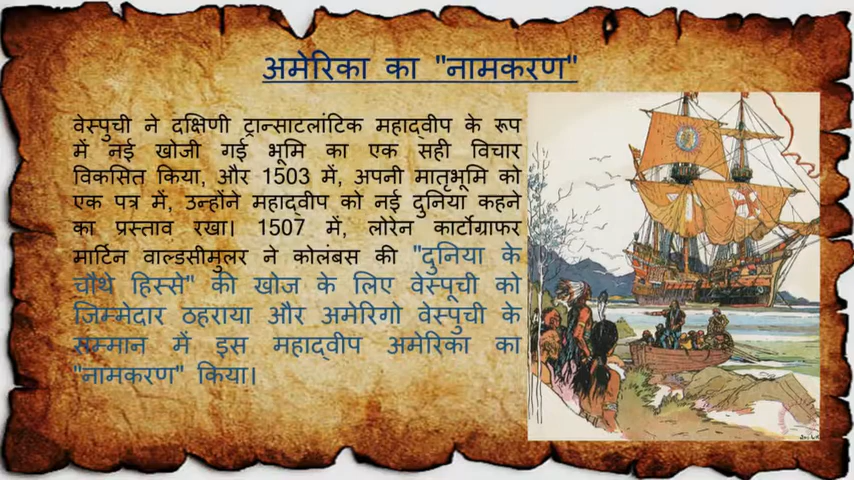 अमेरिका का "नामकरण"
वेस्पुची ने दक्षिणी ट्रान्साटलांटिक महाद्वीप के रूप
में नई खोजी गई भूमि का एक सही विचार
विकसित किया, और 1503 में, अपनी मातृभूमि को
एक पत्र में, उन्होंने महाद्वीप को नई दुनिया कहने
का प्रस्ताव रखा। 1507 में, लोरेन कार्टोग्राफर
मार्टिन वाल्डसीमुलर ने कोलंबस की "दुनिया के
चौथे हिस्से" की खोज के लिए वेस्पूची को
जिम्मेदार ठहराया और अमेरिगो वेस्पुची के
सम्मान में इस महाद्वीप अमेरिका का
"नामकरण" किया।